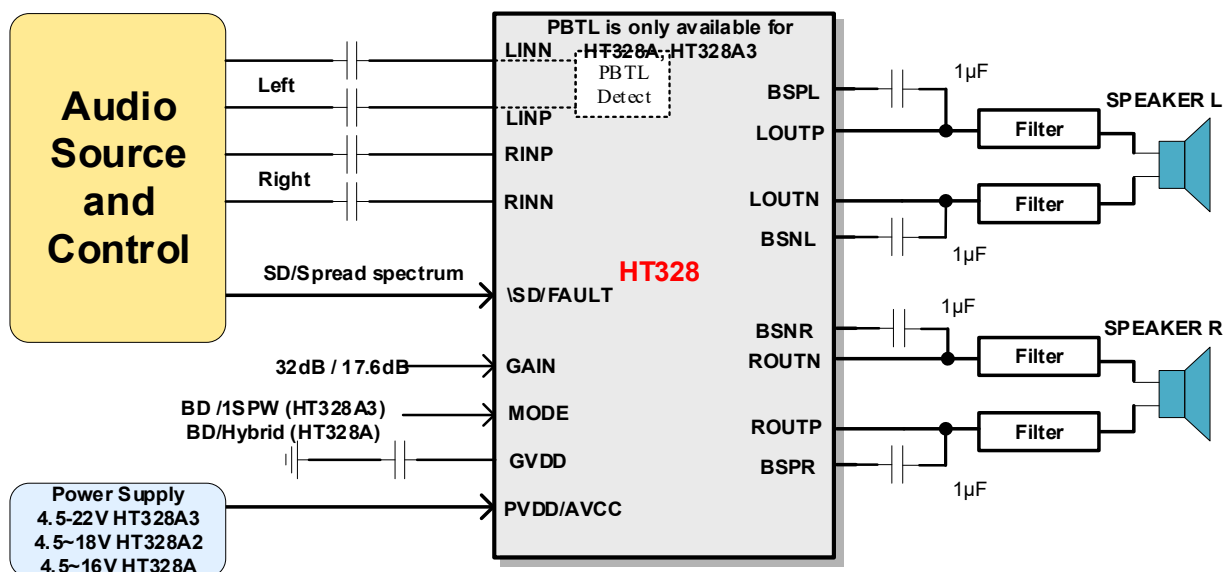 Audio
Source
and
Control
LINN
Left
LINP
RINP
Right
RINN
SD/Spread spectrum
\SD/FAULT
32dB / 17.6dB
GAIN
BD /1SPW (HT328A3)
BD/Hybrid (HT328A)
MODE
GVDD
Power Supply
4.5-22V HT328A3
4.5~18V HT328A2
4.5~16V HT328A
PVDD/AVCC
PBTL is only available for
HT328A, HT328A3
PBTL
Detect
HT328
BSPL
1μF
LOUTP
Filter
SPEAKER L
LOUTN
Filter
BSNL
1μF
BSNR
1μF
ROUTN
Filter
SPEAKER R
ROUTP
Filter
BSPR
1μF